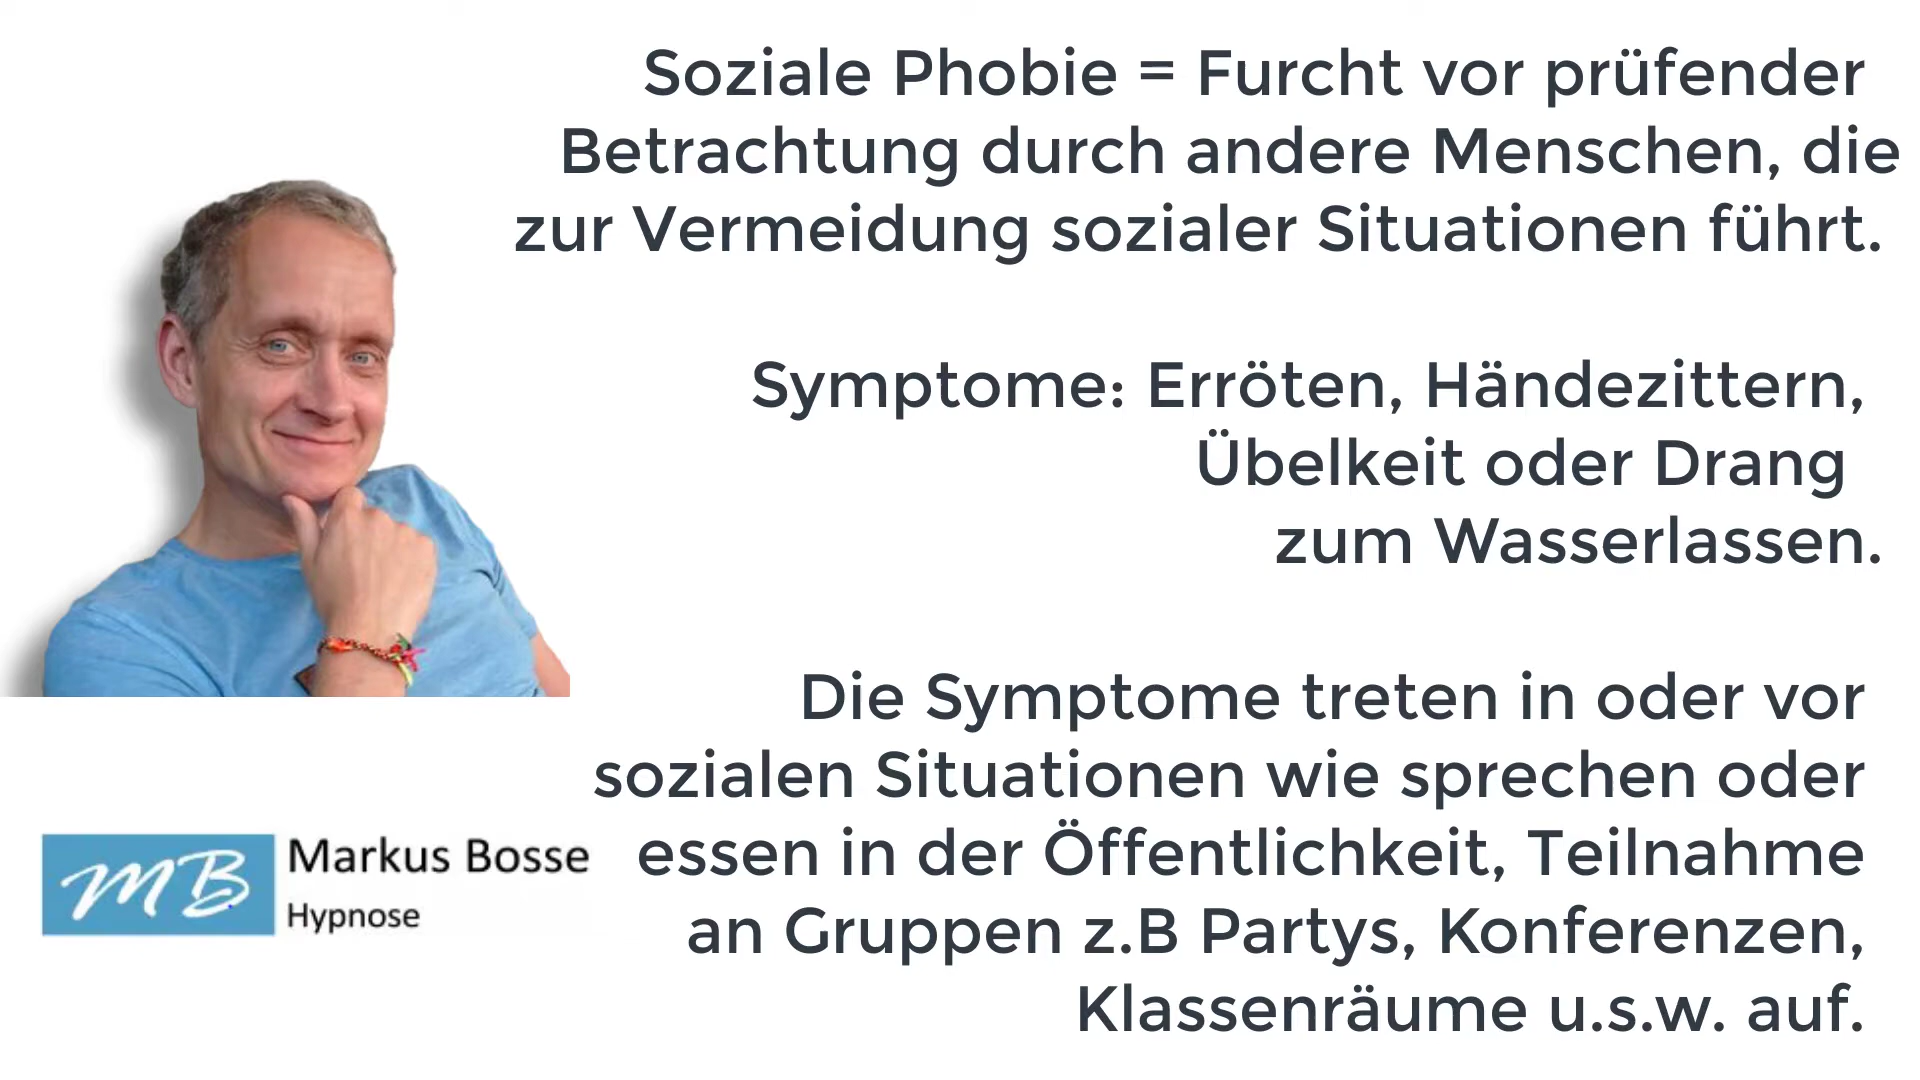 Soziale Phobie = Furcht vor prüfender
Betrachtung durch andere Menschen, die
zur Vermeidung sozialer Situationen führt.
Symptome: Erröten, Händezittern,
Übelkeit oder Drang
zum Wasserlassen.
Die Symptome treten in oder vor
sozialen Situationen wie sprechen oder
essen in der Öffentlichkeit, Teilnahme
an Gruppen z.B Partys, Konferenzen,
Klassenräume u.s.w. auf.
MB
Markus Bosse
Hypnose